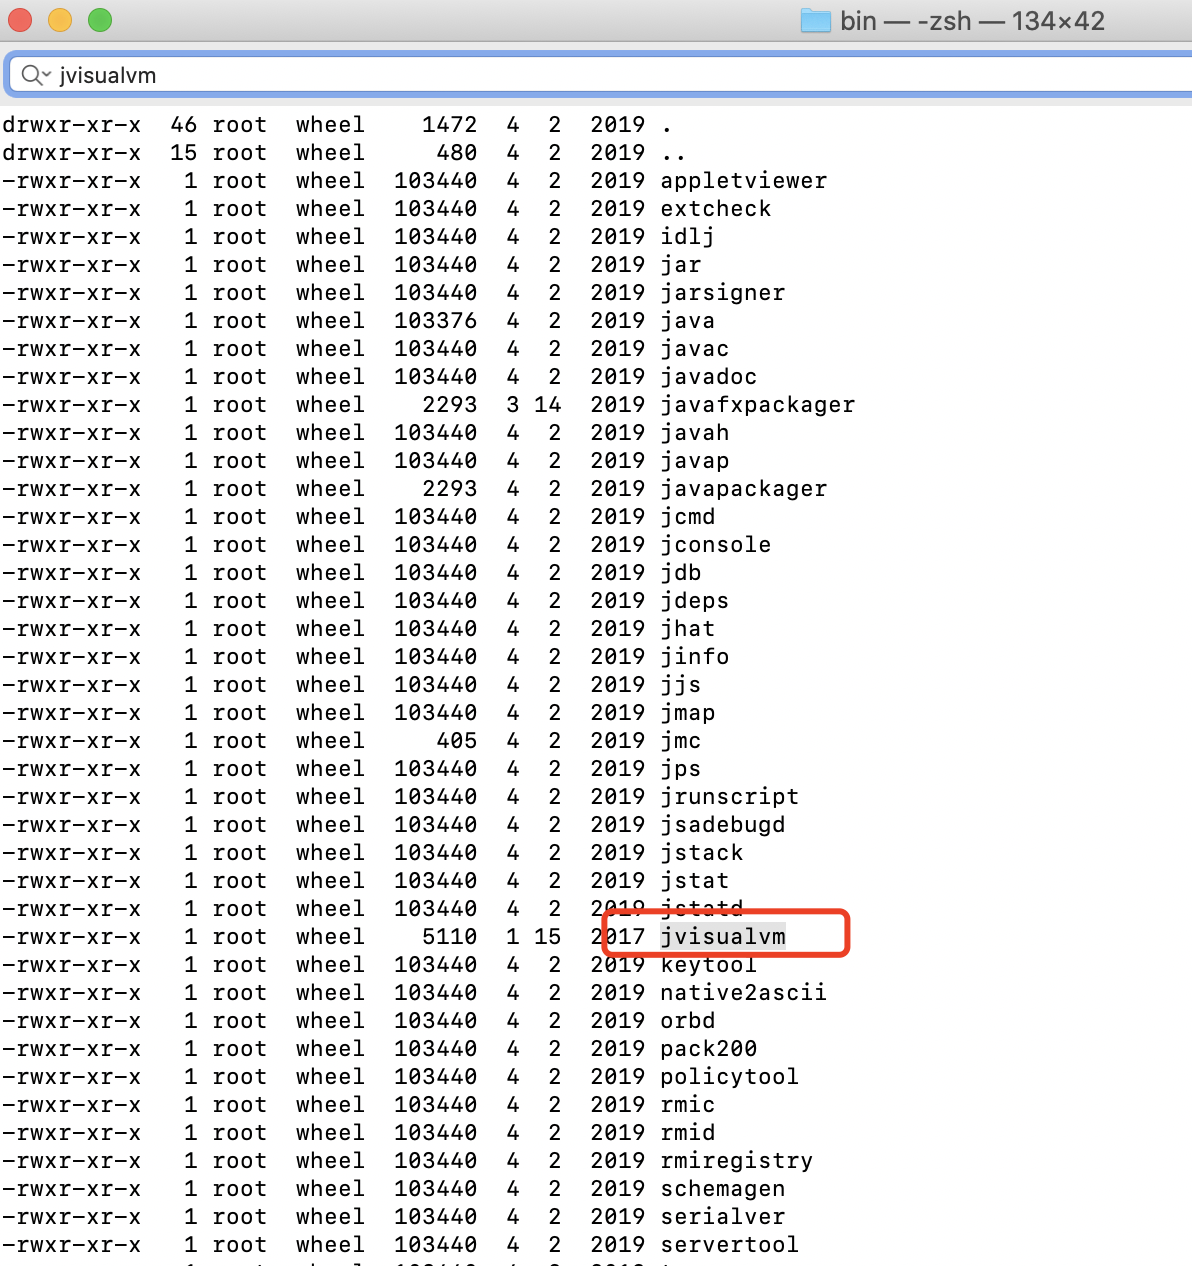 bin — -zsh — 134×42
jvisualvm
drwxr-xr-x 46 root wheel 1472 4 2 2019 .
drwxr-xr-x 15 root wheel 480 4 2 2019 ..
-rwxr-xr-x 1 root wheel 103440 4 2 2019 appletviewer
-rwxr-xr-x 1 root wheel 103440 4 2 2019 extcheck
-rwxr-xr-x 1 root wheel 103440 4 2 2019 idlj
-rwxr-xr-x 1 root wheel 103440 4 2 2019 jar
-rwxr-xr-x 1 root wheel 103440 4 2 2019 jarsigner
-rwxr-xr-x 1 root wheel 103376 4 2 2019 java
-rwxr-xr-x 1 root wheel 103440 4 2 2019 javac
-rwxr-xr-x 1 root wheel 103440 4 2 2019 javadoc
-rwxr-xr-x 1 root wheel 2293 3 14 2019 javafxpackager
-rwxr-xr-x 1 root wheel 103440 4 2 2019 javah
-rwxr-xr-x 1 root wheel 103440 4 2 2019 javap
-rwxr-xr-x 1 root wheel 2293 4 2 2019 javapackager
-rwxr-xr-x 1 root wheel 103440 4 2 2019 jcmd
-rwxr-xr-x 1 root wheel 103440 4 2 2019 jconsole
-rwxr-xr-x 1 root wheel 103440 4 2 2019 jdb
-rwxr-xr-x 1 root wheel 103440 4 2 2019 jdeps
-rwxr-xr-x 1 root wheel 103440 4 2 2019 jhat
-rwxr-xr-x 1 root wheel 103440 4 2 2019 jinfo
-rwxr-xr-x 1 root wheel 103440 4 2 2019 jjs
-rwxr-xr-x 1 root wheel 103440 4 2 2019 jmap
-rwxr-xr-x 1 root wheel 405 4 2 2019 jmc
-rwxr-xr-x 1 root wheel 103440 4 2 2019 jps
-rwxr-xr-x 1 root wheel 103440 4 2 2019 jrunscript
-rwxr-xr-x 1 root wheel 103440 4 2 2019 jsadebugd
-rwxr-xr-x 1 root wheel 103440 4 2 2019 jstack
-rwxr-xr-x 1 root wheel 103440 4 2 2019 jstat
-rwxr-xr-x 1 root wheel 103440 4 2 2019 jstatd
-rwxr-xr-x 1 root wheel 5110 1 15 2017 jvisualvm
-rwxr-xr-x 1 root wheel 103440 4 2 2019 keytool
-rwxr-xr-x 1 root wheel 103440 4 2 2019 native2ascii
-rwxr-xr-x 1 root wheel 103440 4 2 2019 orbd
-rwxr-xr-x 1 root wheel 103440 4 2 2019 pack200
-rwxr-xr-x 1 root wheel 103440 4 2 2019 policytool
-rwxr-xr-x 1 root wheel 103440 4 2 2019 rmic
-rwxr-xr-x 1 root wheel 103440 4 2 2019 rmid
-rwxr-xr-x 1 root wheel 103440 4 2 2019 rmiregistry
-rwxr-xr-x 1 root wheel 103440 4 2 2019 schemagen
-rwxr-xr-x 1 root wheel 103440 4 2 2019 serialver
-rwxr-xr-x 1 root wheel 103440 4 2 2019 servertool